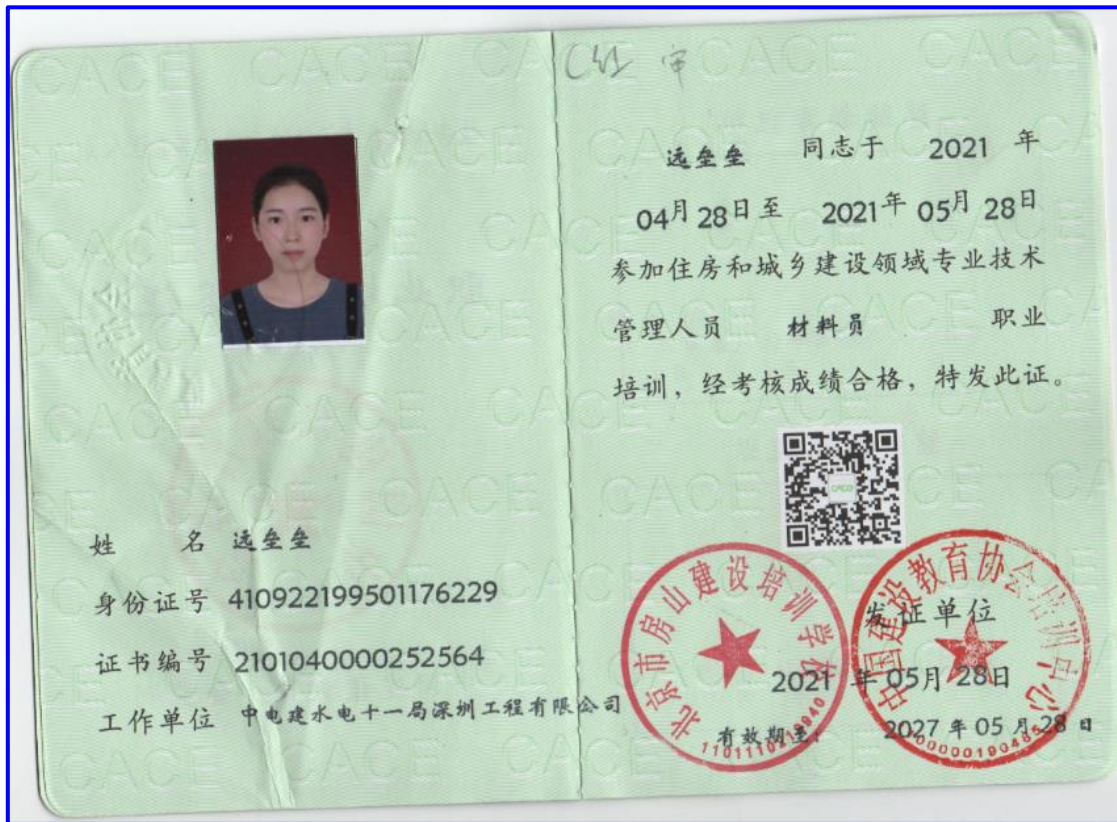 姓 名 远垒垒
身份证号 410922199501176229
证书编号 2101040000252564
工作单位 中电建水电十一局深圳工程有限公司
远垒垒 同志于 2021 年
04月 28日至 2021年 05月 28日
参加住房和城乡建设领域专业技术
管理人员 材料员 职业
培训，经考核成绩合格，特发此证。
北京市房山建设培训学校
中国建设教育协会培训中心
发证单位
2021 年 05月 28日
有效期至： 2027 年 05 月 28 日
CACE